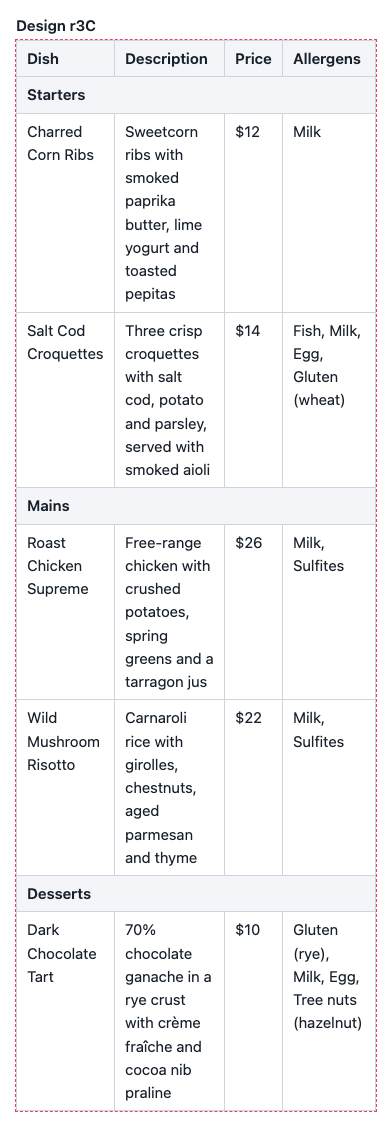 Design r3C
Dish Description Price Allergens
Starters
Charred Corn Ribs
Sweetcorn ribs with smoked paprika butter, lime yogurt and toasted pepitas
$12
Milk
Salt Cod Croquettes
Three crisp croquettes with salt cod, potato and parsley, served with smoked aioli
$14
Fish, Milk, Egg, Gluten (wheat)
Mains
Roast Chicken Supreme
Free-range chicken with crushed potatoes, spring greens and a tarragon jus
$26
Milk, Sulfites
Wild Mushroom Risotto
Carnaroli rice with girolles, chestnuts, aged parmesan and thyme
$22
Milk, Sulfites
Desserts
Dark Chocolate Tart
70% chocolate ganache in a rye crust with crème fraîche and cocoa nib praline
$10
Gluten (rye), Milk, Egg, Tree nuts (hazelnut)